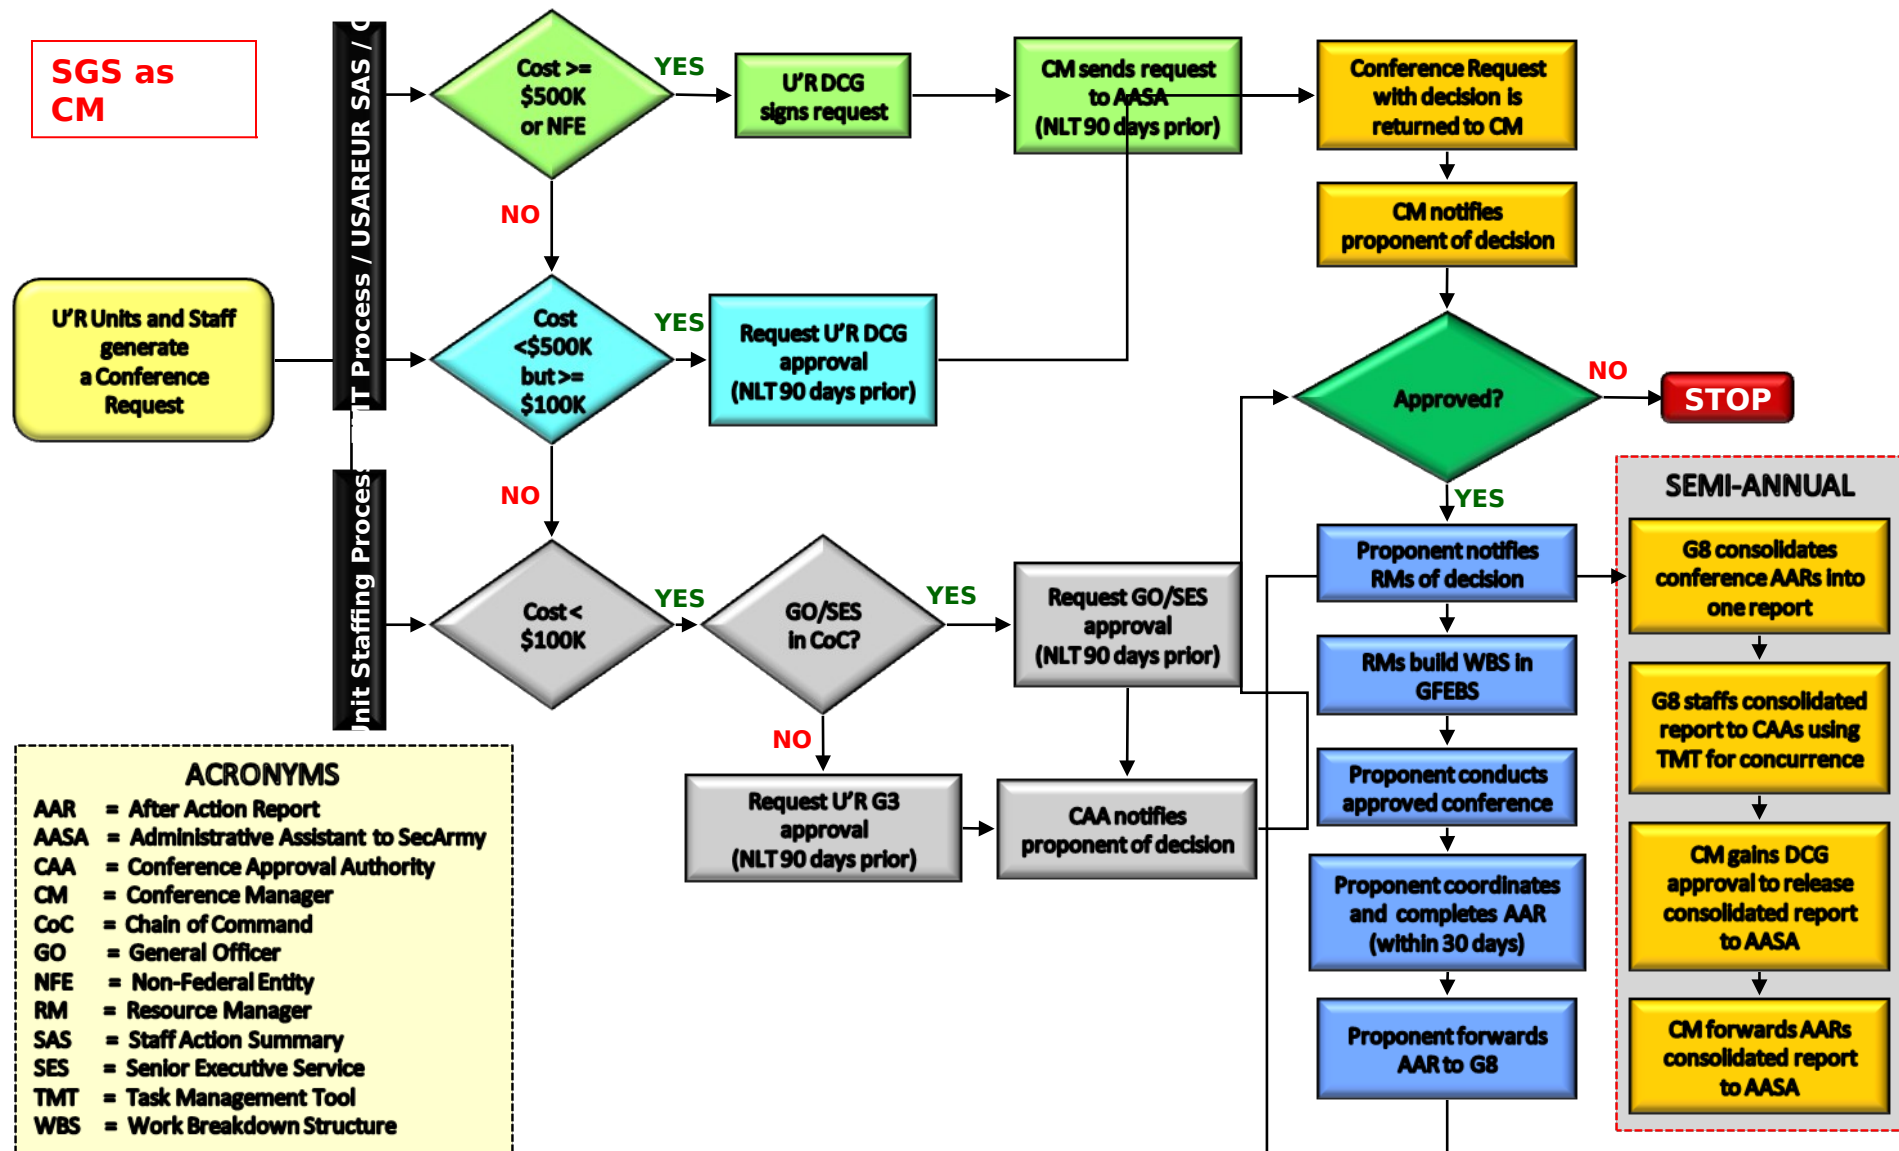 SGS as
CM
TMT Process / USAREUR SAS /
Unit Staffing Process
U'R Units and Staff
generate
a Conference
Request
Cost >=
$500K
or NFE
YES
U'R DCG
signs request
CM sends request
to AASA
(NLT 90 days prior)
Conference Request
with decision is
returned to CM
NO
CM notifies
proponent of decision
Cost
<$500K
but >=
$100K
YES
Request U'R DCG
approval
(NLT 90 days prior)
Approved?
NO
STOP
YES
NO
Cost <
$100K
YES
GO/SES
in CoC?
YES
Request GO/SES
approval
(NLT 90 days prior)
NO
Request U'R G3
approval
(NLT 90 days prior)
CAA notifies
proponent of decision
Proponent notifies
RMs of decision
RMs build WBS in
GFEBS
Proponent conducts
approved conference
Proponent coordinates
and completes AAR
(within 30 days)
Proponent forwards
AAR to G8
SEMI-ANNUAL
G8 consolidates
conference AARs into
one report
G8 staffs consolidated
report to CAAs using
TMT for concurrence
CM gains DCG
approval to release
consolidated report
to AASA
CM forwards AARs
consolidated report
to AASA
ACRONYMS
AAR = After Action Report
AASA = Administrative Assistant to SecArmy
CAA = Conference Approval Authority
CM = Conference Manager
CoC = Chain of Command
GO = General Officer
NFE = Non-Federal Entity
RM = Resource Manager
SAS = Staff Action Summary
SES = Senior Executive Service
TMT = Task Management Tool
WBS = Work Breakdown Structure